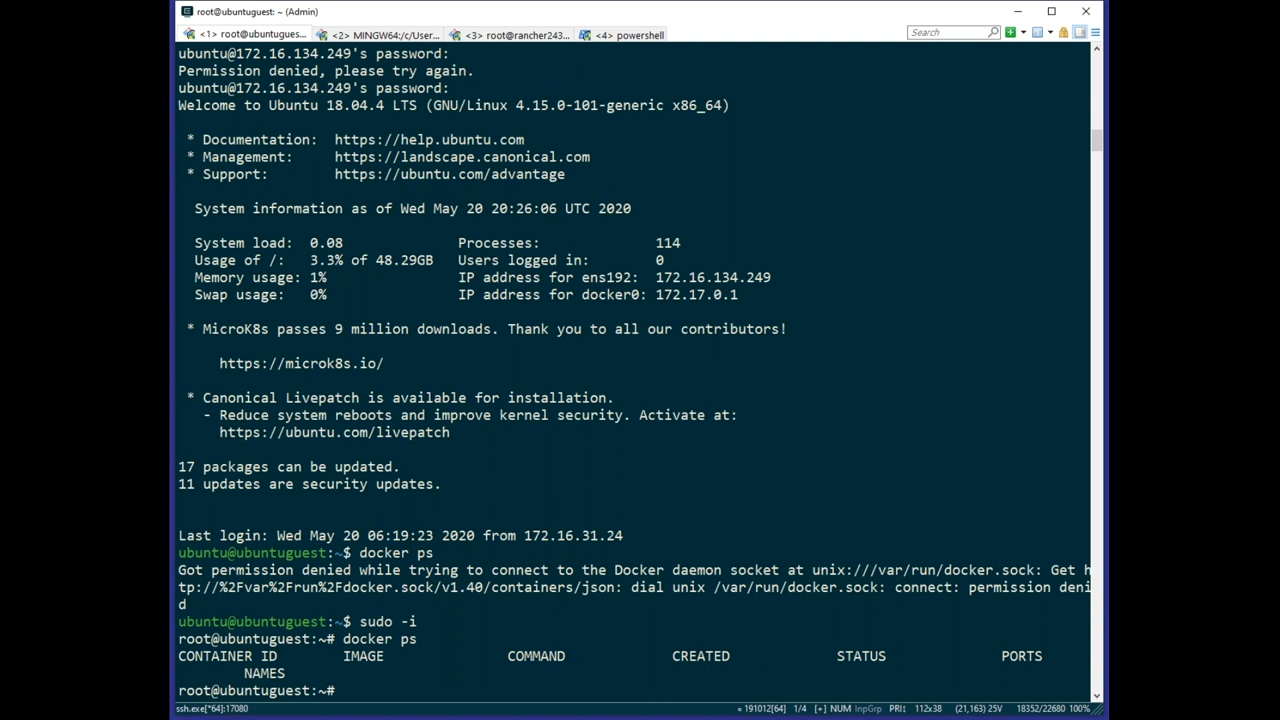 root@ubuntuguest: ~ (Admin)
<1> root@ubuntugues... <2> MINGW64:/c/User... <3> root@rancher243... <4> powershell Search
ubuntu@172.16.134.249's password:
Permission denied, please try again.
ubuntu@172.16.134.249's password:
Welcome to Ubuntu 18.04.4 LTS (GNU/Linux 4.15.0-101-generic x86_64)
* Documentation: https://help.ubuntu.com
* Management: https://landscape.canonical.com
* Support: https://ubuntu.com/advantage
System information as of Wed May 20 20:26:06 UTC 2020
System load: 0.08 Processes: 114
Usage of /: 3.3% of 48.29GB Users logged in: 0
Memory usage: 1% IP address for ens192: 172.16.134.249
Swap usage: 0% IP address for docker0: 172.17.0.1
* MicroK8s passes 9 million downloads. Thank you to all our contributors!
https://microk8s.io/
* Canonical Livepatch is available for installation.
- Reduce system reboots and improve kernel security. Activate at:
https://ubuntu.com/livepatch
17 packages can be updated.
11 updates are security updates.
Last login: Wed May 20 06:19:23 2020 from 172.16.31.24
ubuntu@ubuntuguest:~$ docker ps
Got permission denied while trying to connect to the Docker daemon socket at unix:///var/run/docker.sock: Get h
tp://%2Fvar%2Frun%2Fdocker.sock/v1.40/containers/json: dial unix /var/run/docker.sock: connect: permission deni
d
ubuntu@ubuntuguest:~$ sudo -i
root@ubuntuguest:~# docker ps
CONTAINER ID IMAGE COMMAND CREATED STATUS PORTS
NAMES
root@ubuntuguest:~#
ssh.exe[*64]:17080 « 191012[64] 1/4 [+] NUM InpGrp PRI↕ 112x38 (21,163) 25V 18352/22680 100%